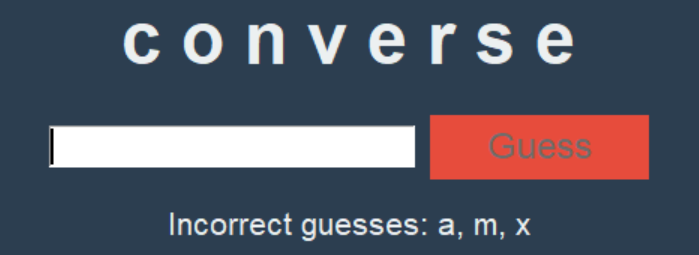 c o n v e r s e
Guess
Incorrect guesses: a, m, x